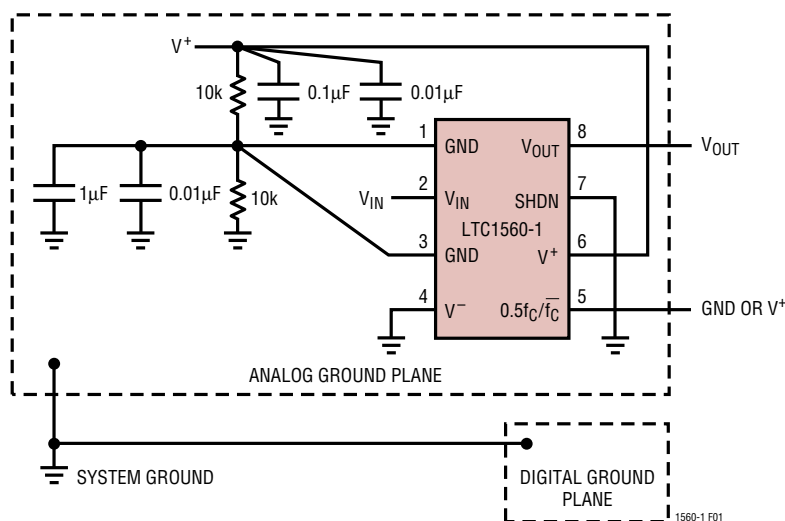 V+
10k
0.1µF
0.01µF
1
GND
VOUT
8
VOUT
1µF
0.01µF
10k
VIN
2
VIN
SHDN
7
LTC1560-1
3
GND
V+
6
4
V−
0.5fC/f̅C̅
5
GND OR V+
ANALOG GROUND PLANE
SYSTEM GROUND
DIGITAL GROUND
PLANE
1560-1 F01